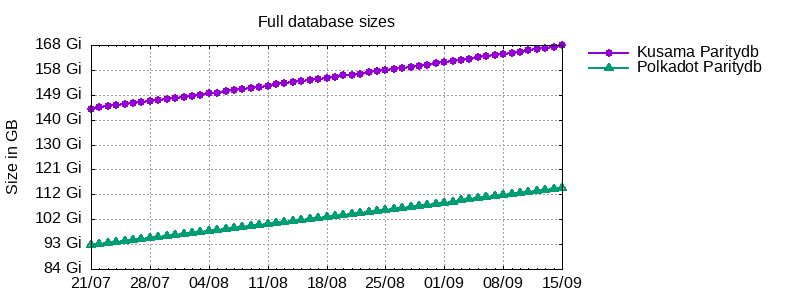 Full database sizes
Size in GB
168 Gi
158 Gi
149 Gi
140 Gi
130 Gi
121 Gi
112 Gi
102 Gi
93 Gi
84 Gi
21/07 28/07 04/08 11/08 18/08 25/08 01/09 08/09 15/09
Kusama Paritydb
Polkadot Paritydb